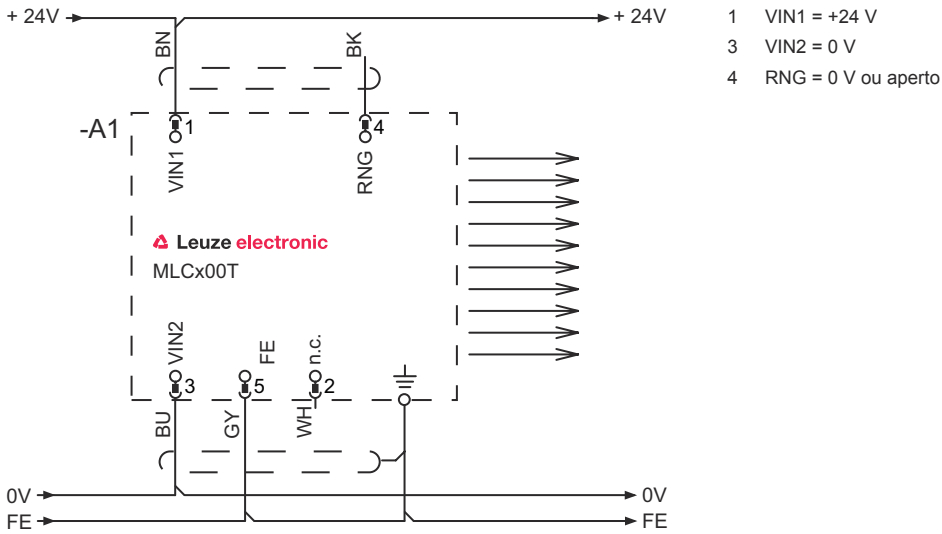 + 24V
+ 24V
1 VIN1 = +24 V
3 VIN2 = 0 V
4 RNG = 0 V ou aperto
BN
BK
-A1
1
4
VIN1
RNG
Leuze electronic
MLCx00T
VIN2
FE
n.c.
3
5
2
BU
GY
WH
0V
0V
FE
FE